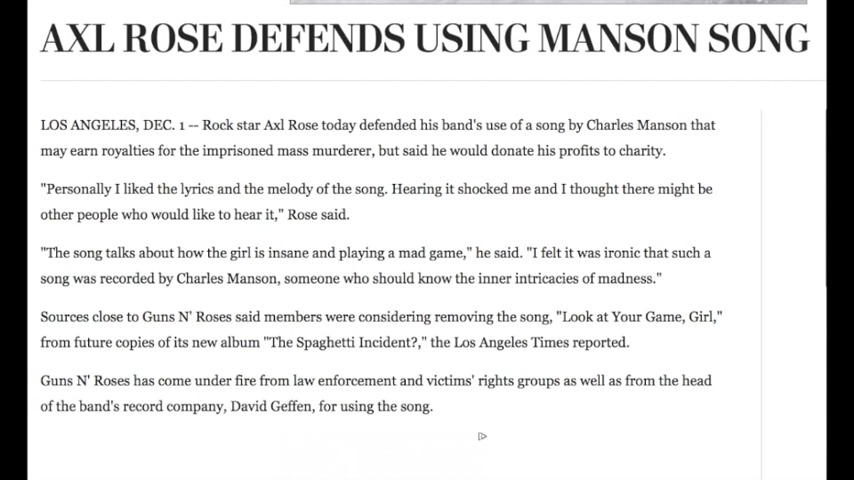 AXL ROSE DEFENDS USING MANSON SONG
LOS ANGELES, DEC. 1 -- Rock star Axl Rose today defended his band's use of a song by Charles Manson that
may earn royalties for the imprisoned mass murderer, but said he would donate his profits to charity.
"Personally I liked the lyrics and the melody of the song. Hearing it shocked me and I thought there might be
other people who would like to hear it," Rose said.
"The song talks about how the girl is insane and playing a mad game," he said. "I felt it was ironic that such a
song was recorded by Charles Manson, someone who should know the inner intricacies of madness."
Sources close to Guns N' Roses said members were considering removing the song, "Look at Your Game, Girl,"
from future copies of its new album "The Spaghetti Incident?," the Los Angeles Times reported.
Guns N' Roses has come under fire from law enforcement and victims' rights groups as well as from the head
of the band's record company, David Geffen, for using the song.